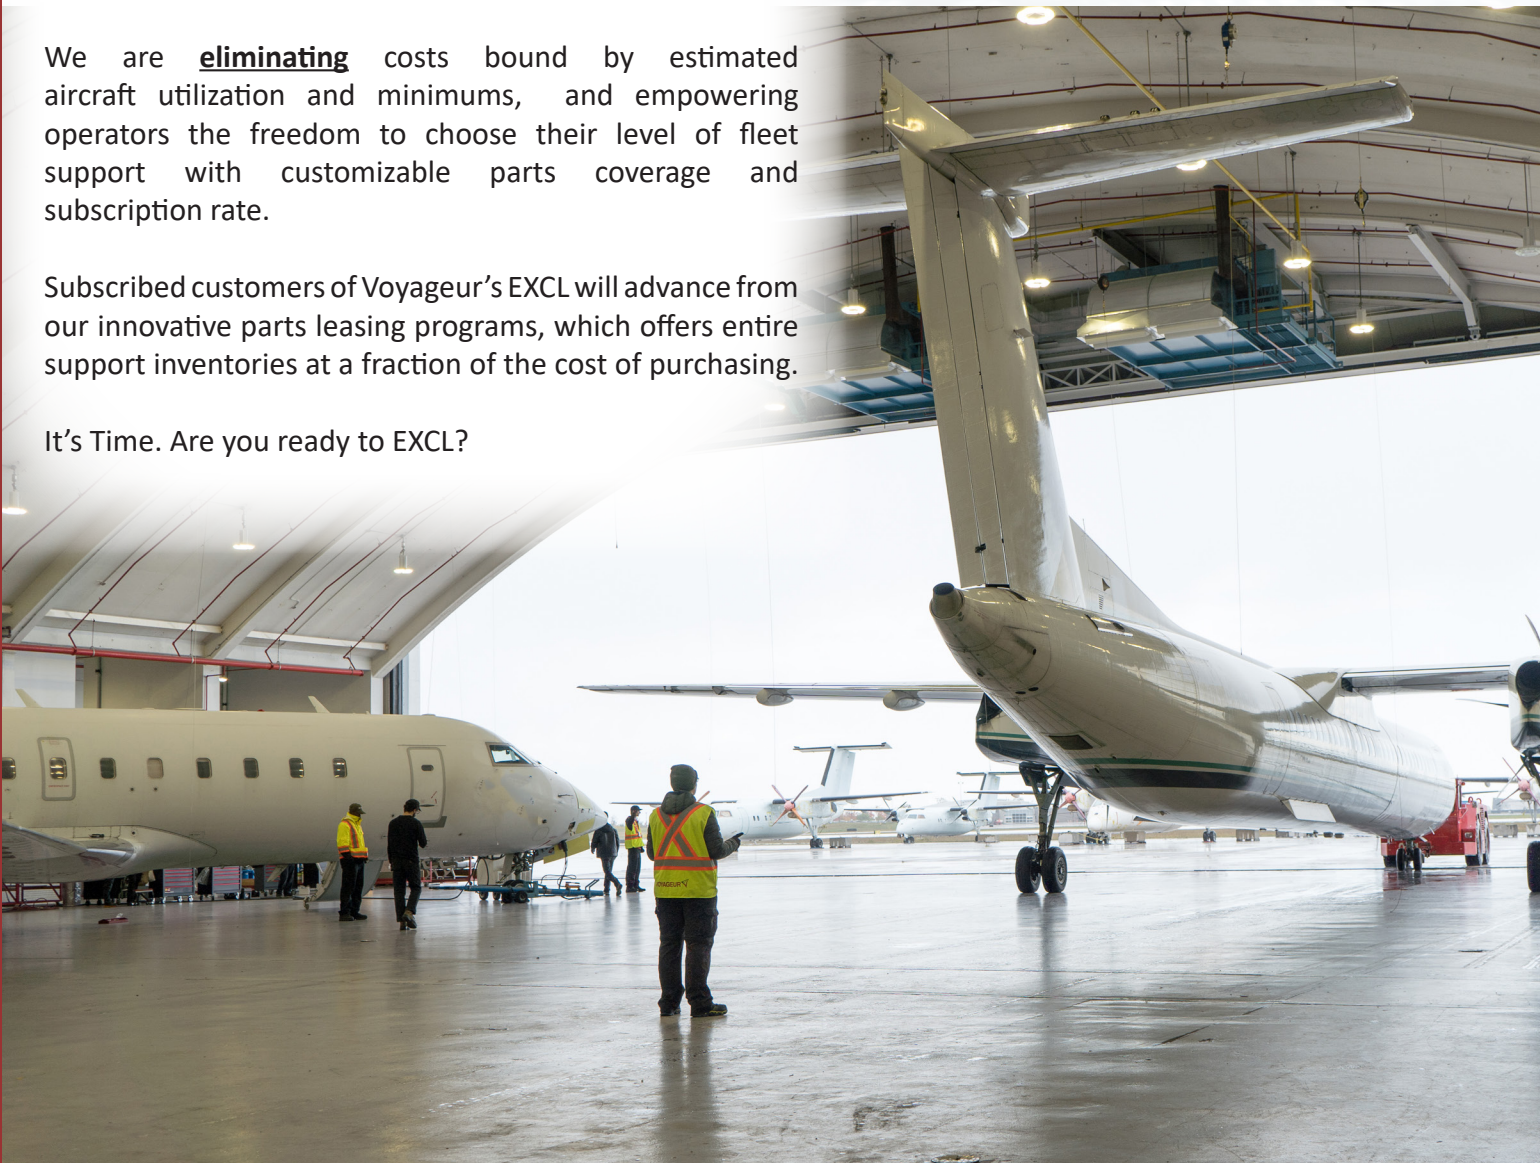 We are eliminating costs bound by estimated
aircraft utilization and minimums, and empowering
operators the freedom to choose their level of fleet
support with customizable parts coverage and
subscription rate.
Subscribed customers of Voyageur’s EXCL will advance from
our innovative parts leasing programs, which offers entire
support inventories at a fraction of the cost of purchasing.
It’s Time. Are you ready to EXCL?
VOYAGEUR